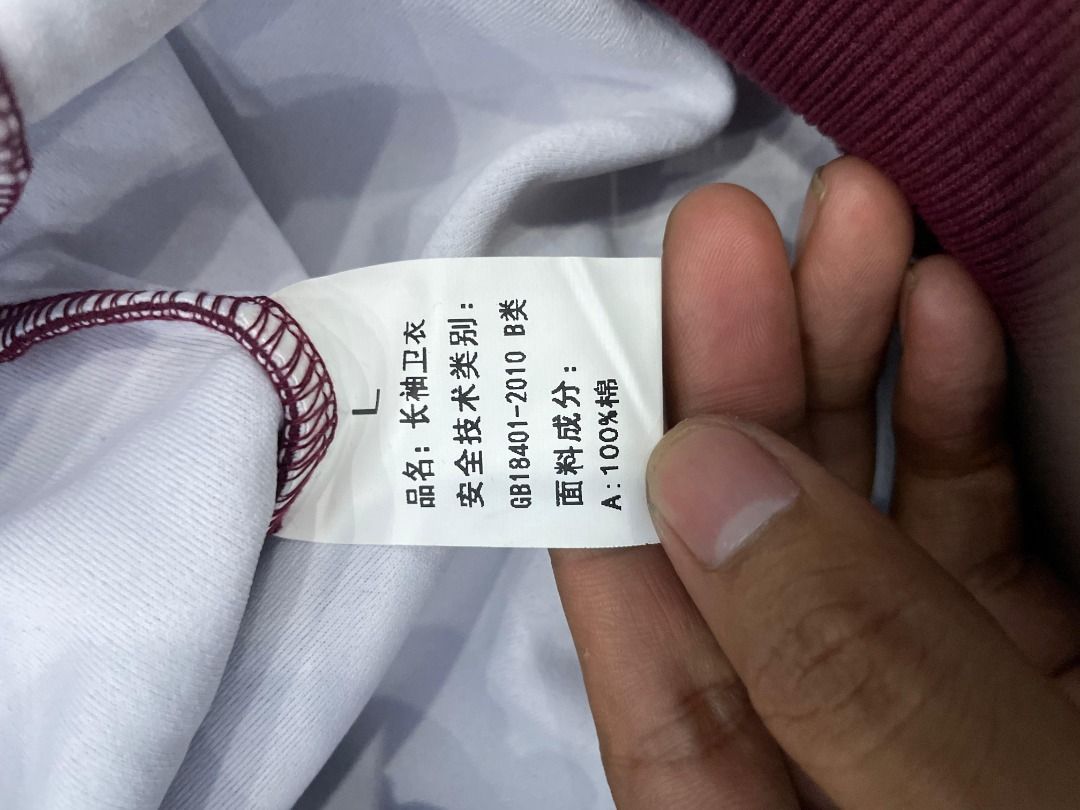 L
品名：长袖卫衣
安全技术类别：
GB18401-2010 B类
面料成分：
A:100%棉